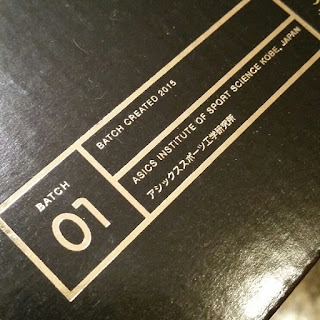 BATCH
01
BATCH CREATED 2015
ASICS INSTITUTE OF SPORT SCIENCE KOBE, JAPAN
アシックススポーツ工学研究所